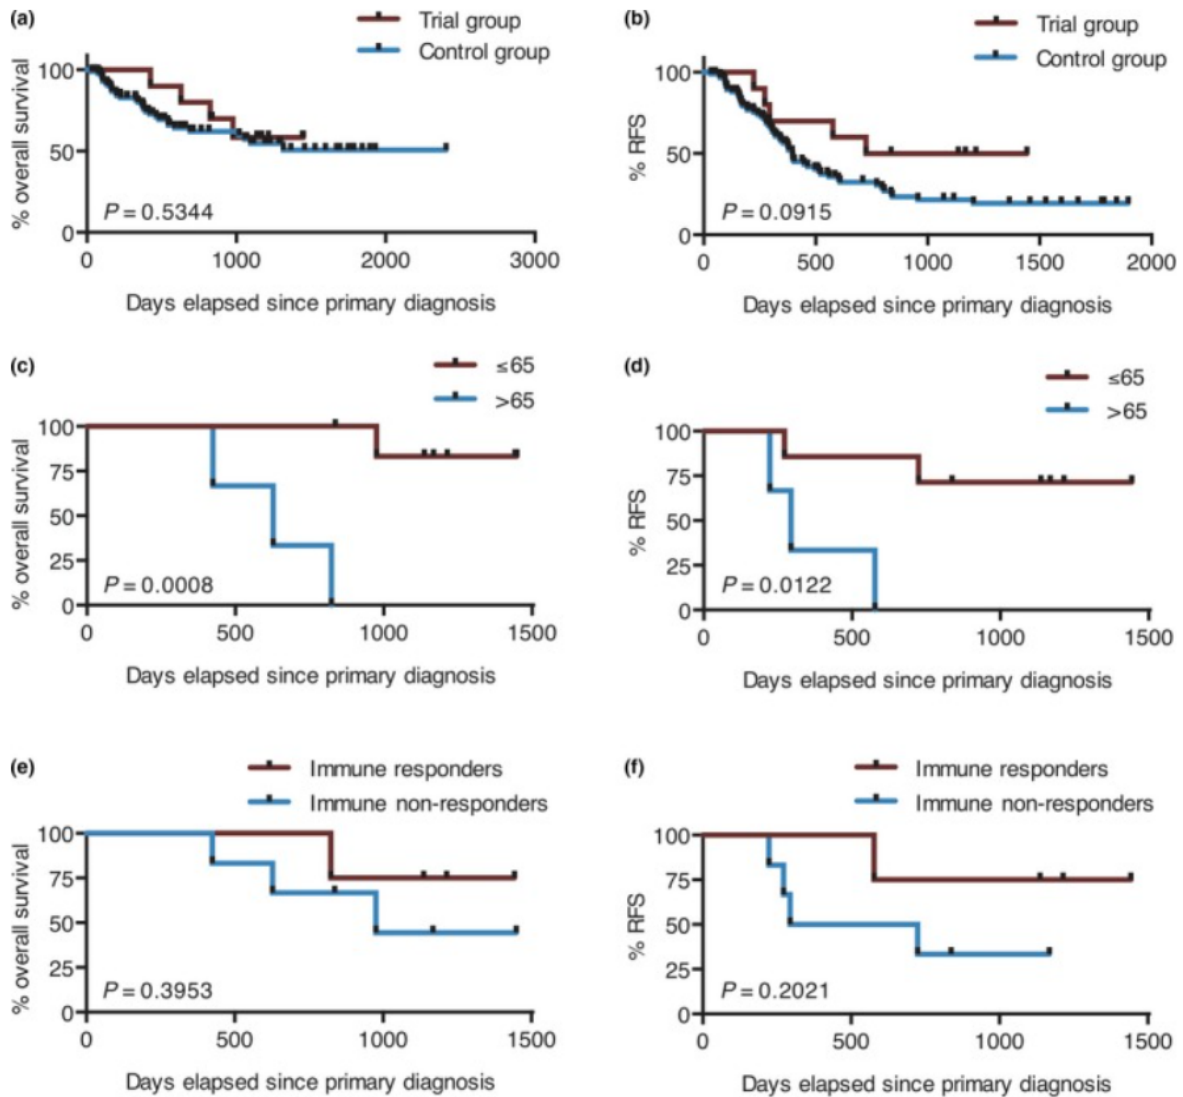 (a)
Trial group
Control group
% overall survival
100
50
0
P = 0.5344
0 1000 2000 3000
Days elapsed since primary diagnosis
(b)
Trial group
Control group
% RFS
100
50
0
P = 0.0915
0 500 1000 1500 2000
Days elapsed since primary diagnosis
(c)
≤65
>65
% overall survival
100
75
50
25
0
P = 0.0008
0 500 1000 1500
Days elapsed since primary diagnosis
(d)
≤65
>65
% RFS
100
75
50
25
0
P = 0.0122
0 500 1000 1500
Days elapsed since primary diagnosis
(e)
Immune responders
Immune non-responders
% overall survival
100
75
50
25
0
P = 0.3953
0 500 1000 1500
Days elapsed since primary diagnosis
(f)
Immune responders
Immune non-responders
% RFS
100
75
50
25
0
P = 0.2021
0 500 1000 1500
Days elapsed since primary diagnosis